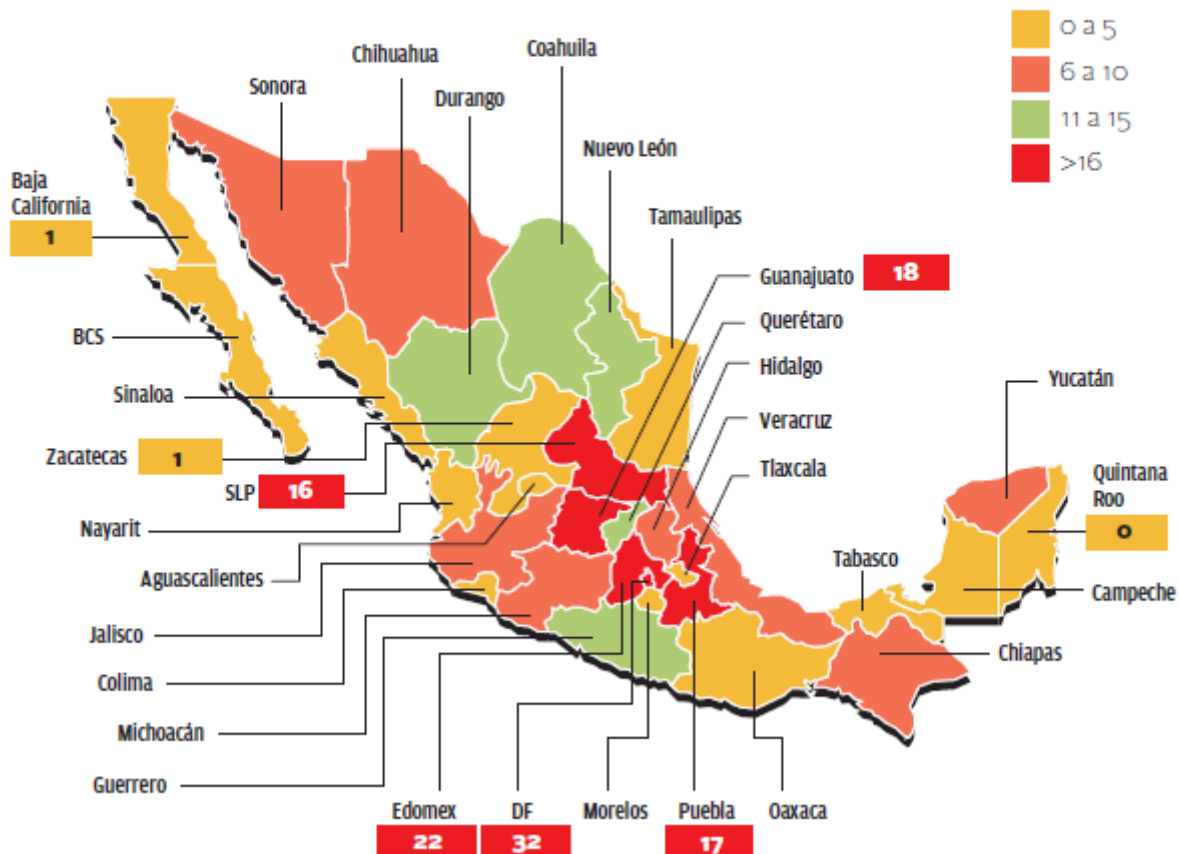 0 a 5
6 a 10
11 a 15
>16
Coahuila
Chihuahua
Sonora
Durango
Nuevo León
Baja
California
1
Tamaulipas
Guanajuato
18
Querétaro
BCS
Hidalgo
Yucatán
Sinaloa
Veracruz
Zacatecas
1
Tlaxcala
Quintana
Roo
0
SLP
16
Nayarit
Tabasco
Aguascalientes
Campeche
Jalisco
Chiapas
Colima
Michoacán
Guerrero
Edomex
22
DF
32
Morelos
Puebla
17
Oaxaca